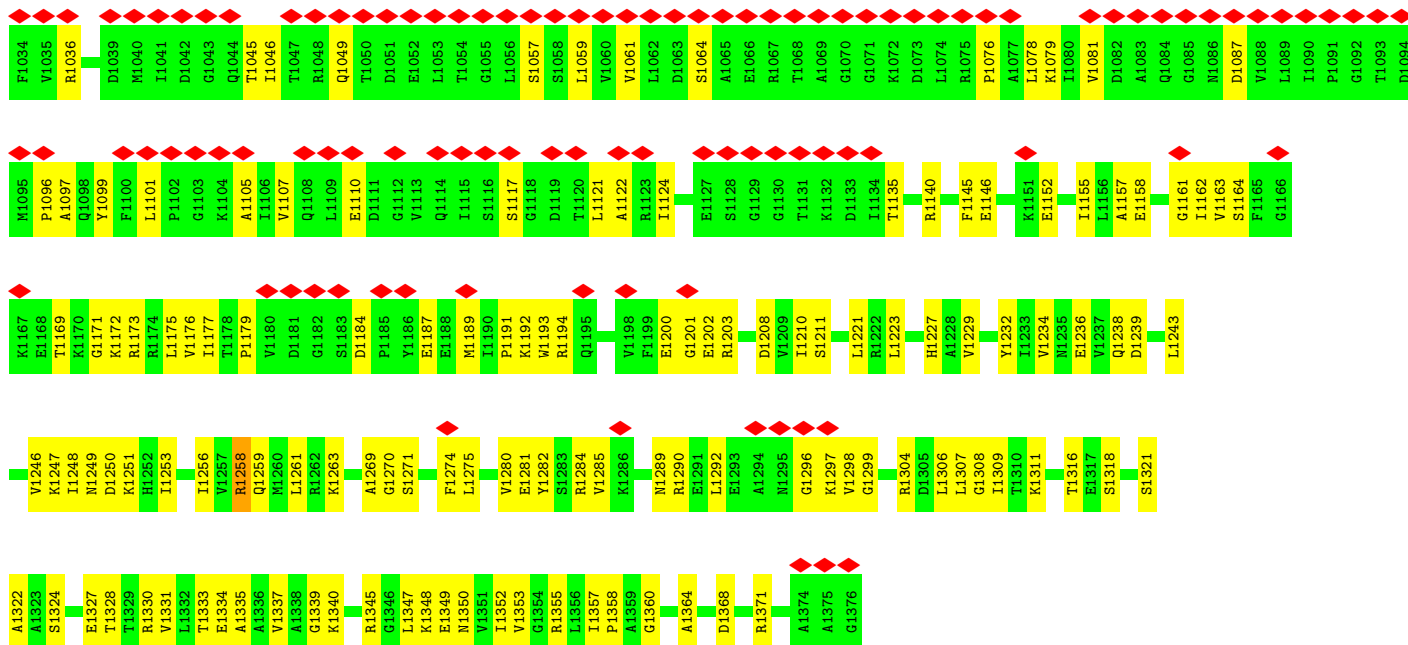 F1034 V1035 R1036 D1039 M1040 I1041 D1042 G1043 Q1044 T1045 I1046 T1047 R1048 Q1049 T1050 D1051 E1052 L1053 T1054 G1055 L1056 S1057 S1058 L1059 V1060 V1061 L1062 D1063 S1064 A1065 E1066 R1067 T1068 A1069 G1070 G1071 K1072 D1073 L1074 R1075 P1076 A1077 L1078 K1079 I1080 V1081 D1082 A1083 Q1084 G1085 N1086 D1087 V1088 L1089 I1090 P1091 G1092 T1093 D1094
M1095 P1096 A1097 Q1098 Y1099 F1100 L1101 P1102 G1103 K1104 A1105 I1106 V1107 Q1108 L1109 E1110 D1111 G1112 V1113 Q1114 I1115 S1116 S1117 G1118 D1119 T1120 L1121 A1122 R1123 I1124 E1127 S1128 G1129 G1130 T1131 K1132 D1133 I1134 T1135 R1140 F1145 E1146 K1151 E1152 I1155 L1156 A1157 E1158 G1161 I1162 V1163 S1164 F1165 G1166
K1167 E1168 T1169 K1170 G1171 K1172 R1173 R1174 L1175 V1176 I1177 T1178 P1179 V1180 D1181 G1182 S1183 D1184 P1185 Y1186 E1187 E1188 M1189 I1190 P1191 K1192 W1193 R1194 Q1195 V1198 F1199 E1200 G1201 E1202 R1203 D1208 V1209 I1210 S1211 L1221 R1222 L1223 H1227 A1228 V1229 Y1232 I1233 V1234 N1235 E1236 V1237 Q1238 D1239 L1243
V1246 K1247 I1248 N1249 D1250 K1251 H1252 I1253 I1256 V1257 R1258 Q1259 M1260 L1261 R1262 K1263 A1269 G1270 S1271 F1274 L1275 V1280 E1281 Y1282 S1283 R1284 V1285 K1286 N1289 R1290 E1291 L1292 E1293 A1294 N1295 G1296 K1297 V1298 G1299 R1304 D1305 L1306 L1307 G1308 I1309 T1310 K1311 T1316 E1317 S1318 S1321
A1322 A1323 S1324 E1327 T1328 T1329 R1330 V1331 L1332 T1333 E1334 A1335 A1336 V1337 A1338 G1339 K1340 R1345 G1346 L1347 K1348 E1349 N1350 V1351 I1352 V1353 G1354 R1355 L1356 I1357 P1358 A1359 G1360 A1364 D1368 R1371 A1374 A1375 G1376